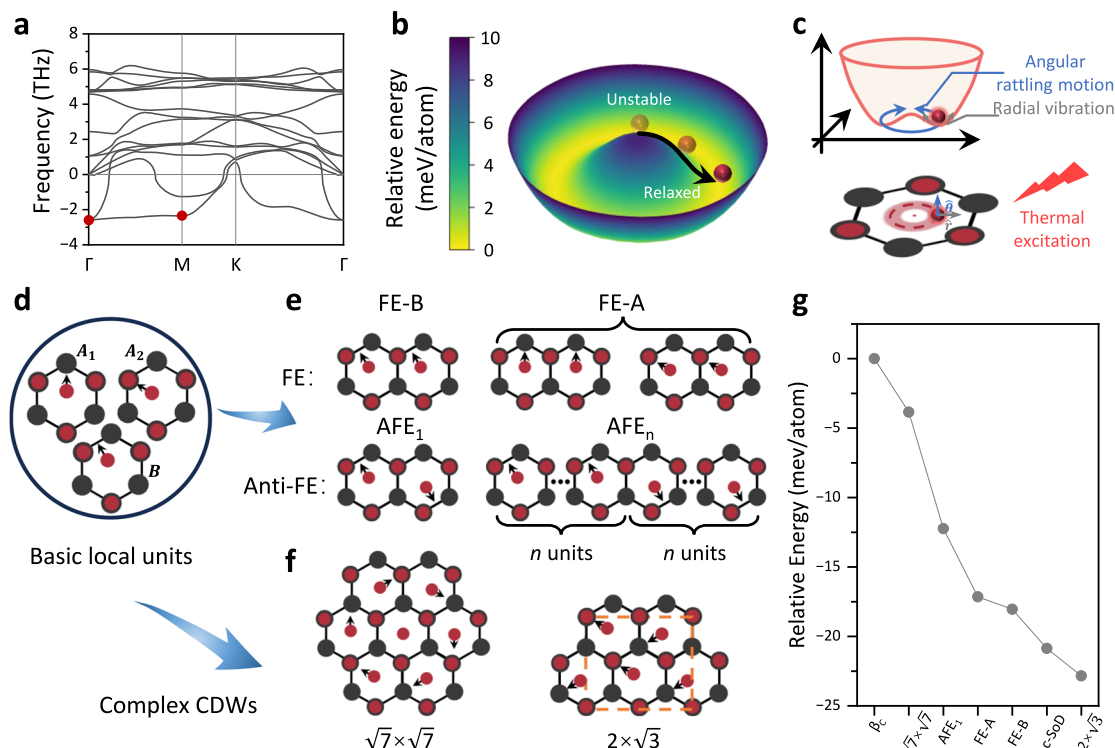 a
Frequency (THz)
8
6
4
2
0
−2
−4
Γ
M
K
Γ
b
Relative energy
(meV/atom)
10
8
6
4
2
0
Unstable
Relaxed
c
Angular
rattling motion
Radial vibration
θ̂
r̂
Thermal
excitation
d
A₁
A₂
B
Basic local units
e
FE-B
FE-A
FE:
AFE₁
AFEₙ
Anti-FE:
n units
n units
f
Complex CDWs
√7×√7
2×√3
g
Relative Energy (mev/atom)
0
−5
−10
−15
−20
−25
β_c
√7×√7
AFE₁
FE-A
FE-B
c-SoD
2×√3